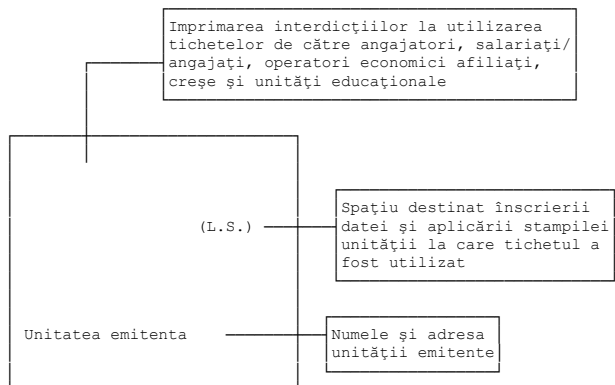 Imprimarea interdicţiilor la utilizarea
tichetelor de către angajatori, salariaţi/
angajaţi, operatori economici afiliaţi,
creşe şi unităţi educaţionale
(L.S.)
Spaţiu destinat înscrierii
datei şi aplicării stampilei
unităţii la care tichetul a
fost utilizat
Unitatea emitenta
Numele şi adresa
unităţii emitente